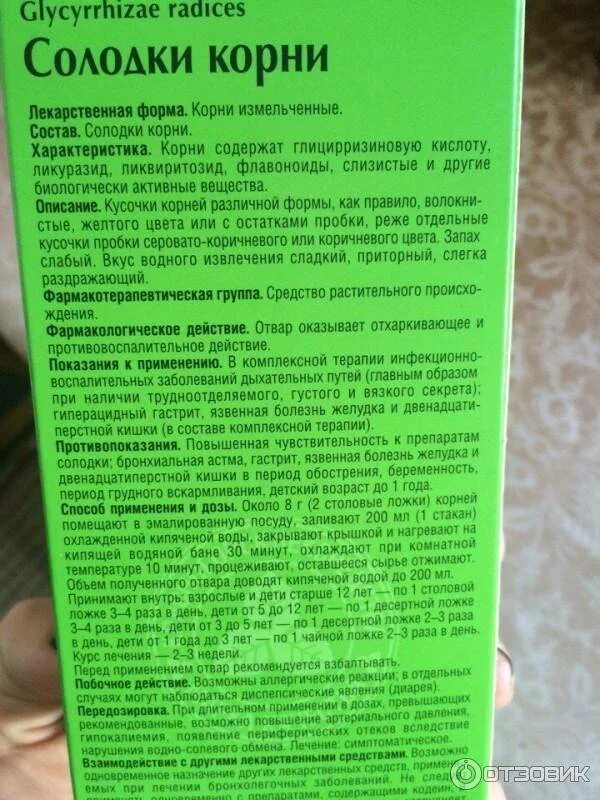 Glycyrrhizae radices
Солодки корни
Лекарственная форма. Корни измельченные.
Состав. Солодки корни.
Характеристика. Корни содержат глицирризиновую кислоту,
ликуразид, ликвиритозид, флавоноиды, слизистые и другие
биологически активные вещества.
Описание. Кусочки корней различной формы, как правило, волокни-
стые, желтого цвета или с остатками пробки, реже отдельные
кусочки пробки серовато-коричневого или коричневого цвета. Запах
слабый. Вкус водного извлечения сладкий, приторный, слегка
раздражающий.
Фармакотерапевтическая группа. Средство растительного происхо-
ждения.
Фармакологическое действие. Отвар оказывает отхаркивающее и
противовоспалительное действие.
Показания к применению. В комплексной терапии инфекционно-
воспалительных заболеваний дыхательных путей (главным образом
при наличии трудноотделяемого, густого и вязкого секрета);
гиперацидный гастрит, язвенная болезнь желудка и двенадцати-
перстной кишки (в составе комплексной терапии).
Противопоказания. Повышенная чувствительность к препаратам
солодки; бронхиальная астма, гастрит, язвенная болезнь желудка и
двенадцатиперстной кишки в период обострения, беременность,
период грудного вскармливания, детский возраст до 1 года.
Способ применения и дозы. Около 8 г (2 столовые ложки) корней
помещают в эмалированную посуду, заливают 200 мл (1 стакан)
охлажденной кипяченой воды, закрывают крышкой и нагревают на
кипящей водяной бане 30 минут, охлаждают при комнатной
температуре 10 минут, процеживают, оставшееся сырье отжимают.
Объем полученного отвара доводят кипяченой водой до 200 мл.
Принимают внутрь: взрослые и дети старше 12 лет — по 1 столовой
ложке 3–4 раза в день, дети от 5 до 12 лет — по 1 десертной ложке
3–4 раза в день, дети от 3 до 5 лет — по 1 десертной ложке 2–3 раза
в день, дети от 1 года до 3 лет — по 1 чайной ложке 2–3 раза в день.
Курс лечения — 2–3 недели.
Перед применением отвар рекомендуется взбалтывать.
Побочное действие. Возможны аллергические реакции; в отдельных
случаях могут наблюдаться диспепсические явления (диарея).
Передозировка. При длительном применении в дозах, превышающих
рекомендованные, возможно повышение артериального давления,
гипокалиемия, появление периферических отеков вследствие
нарушения водно-солевого обмена. Лечение: симптоматическое.
Взаимодействие с другими лекарственными средствами. Возможно
одновременное назначение других лекарственных средств, применя-
емых при лечении бронхолегочных заболеваний. Не следует
применять одновременно с препаратами, содержащими кодеин,
ОТЗОВИК